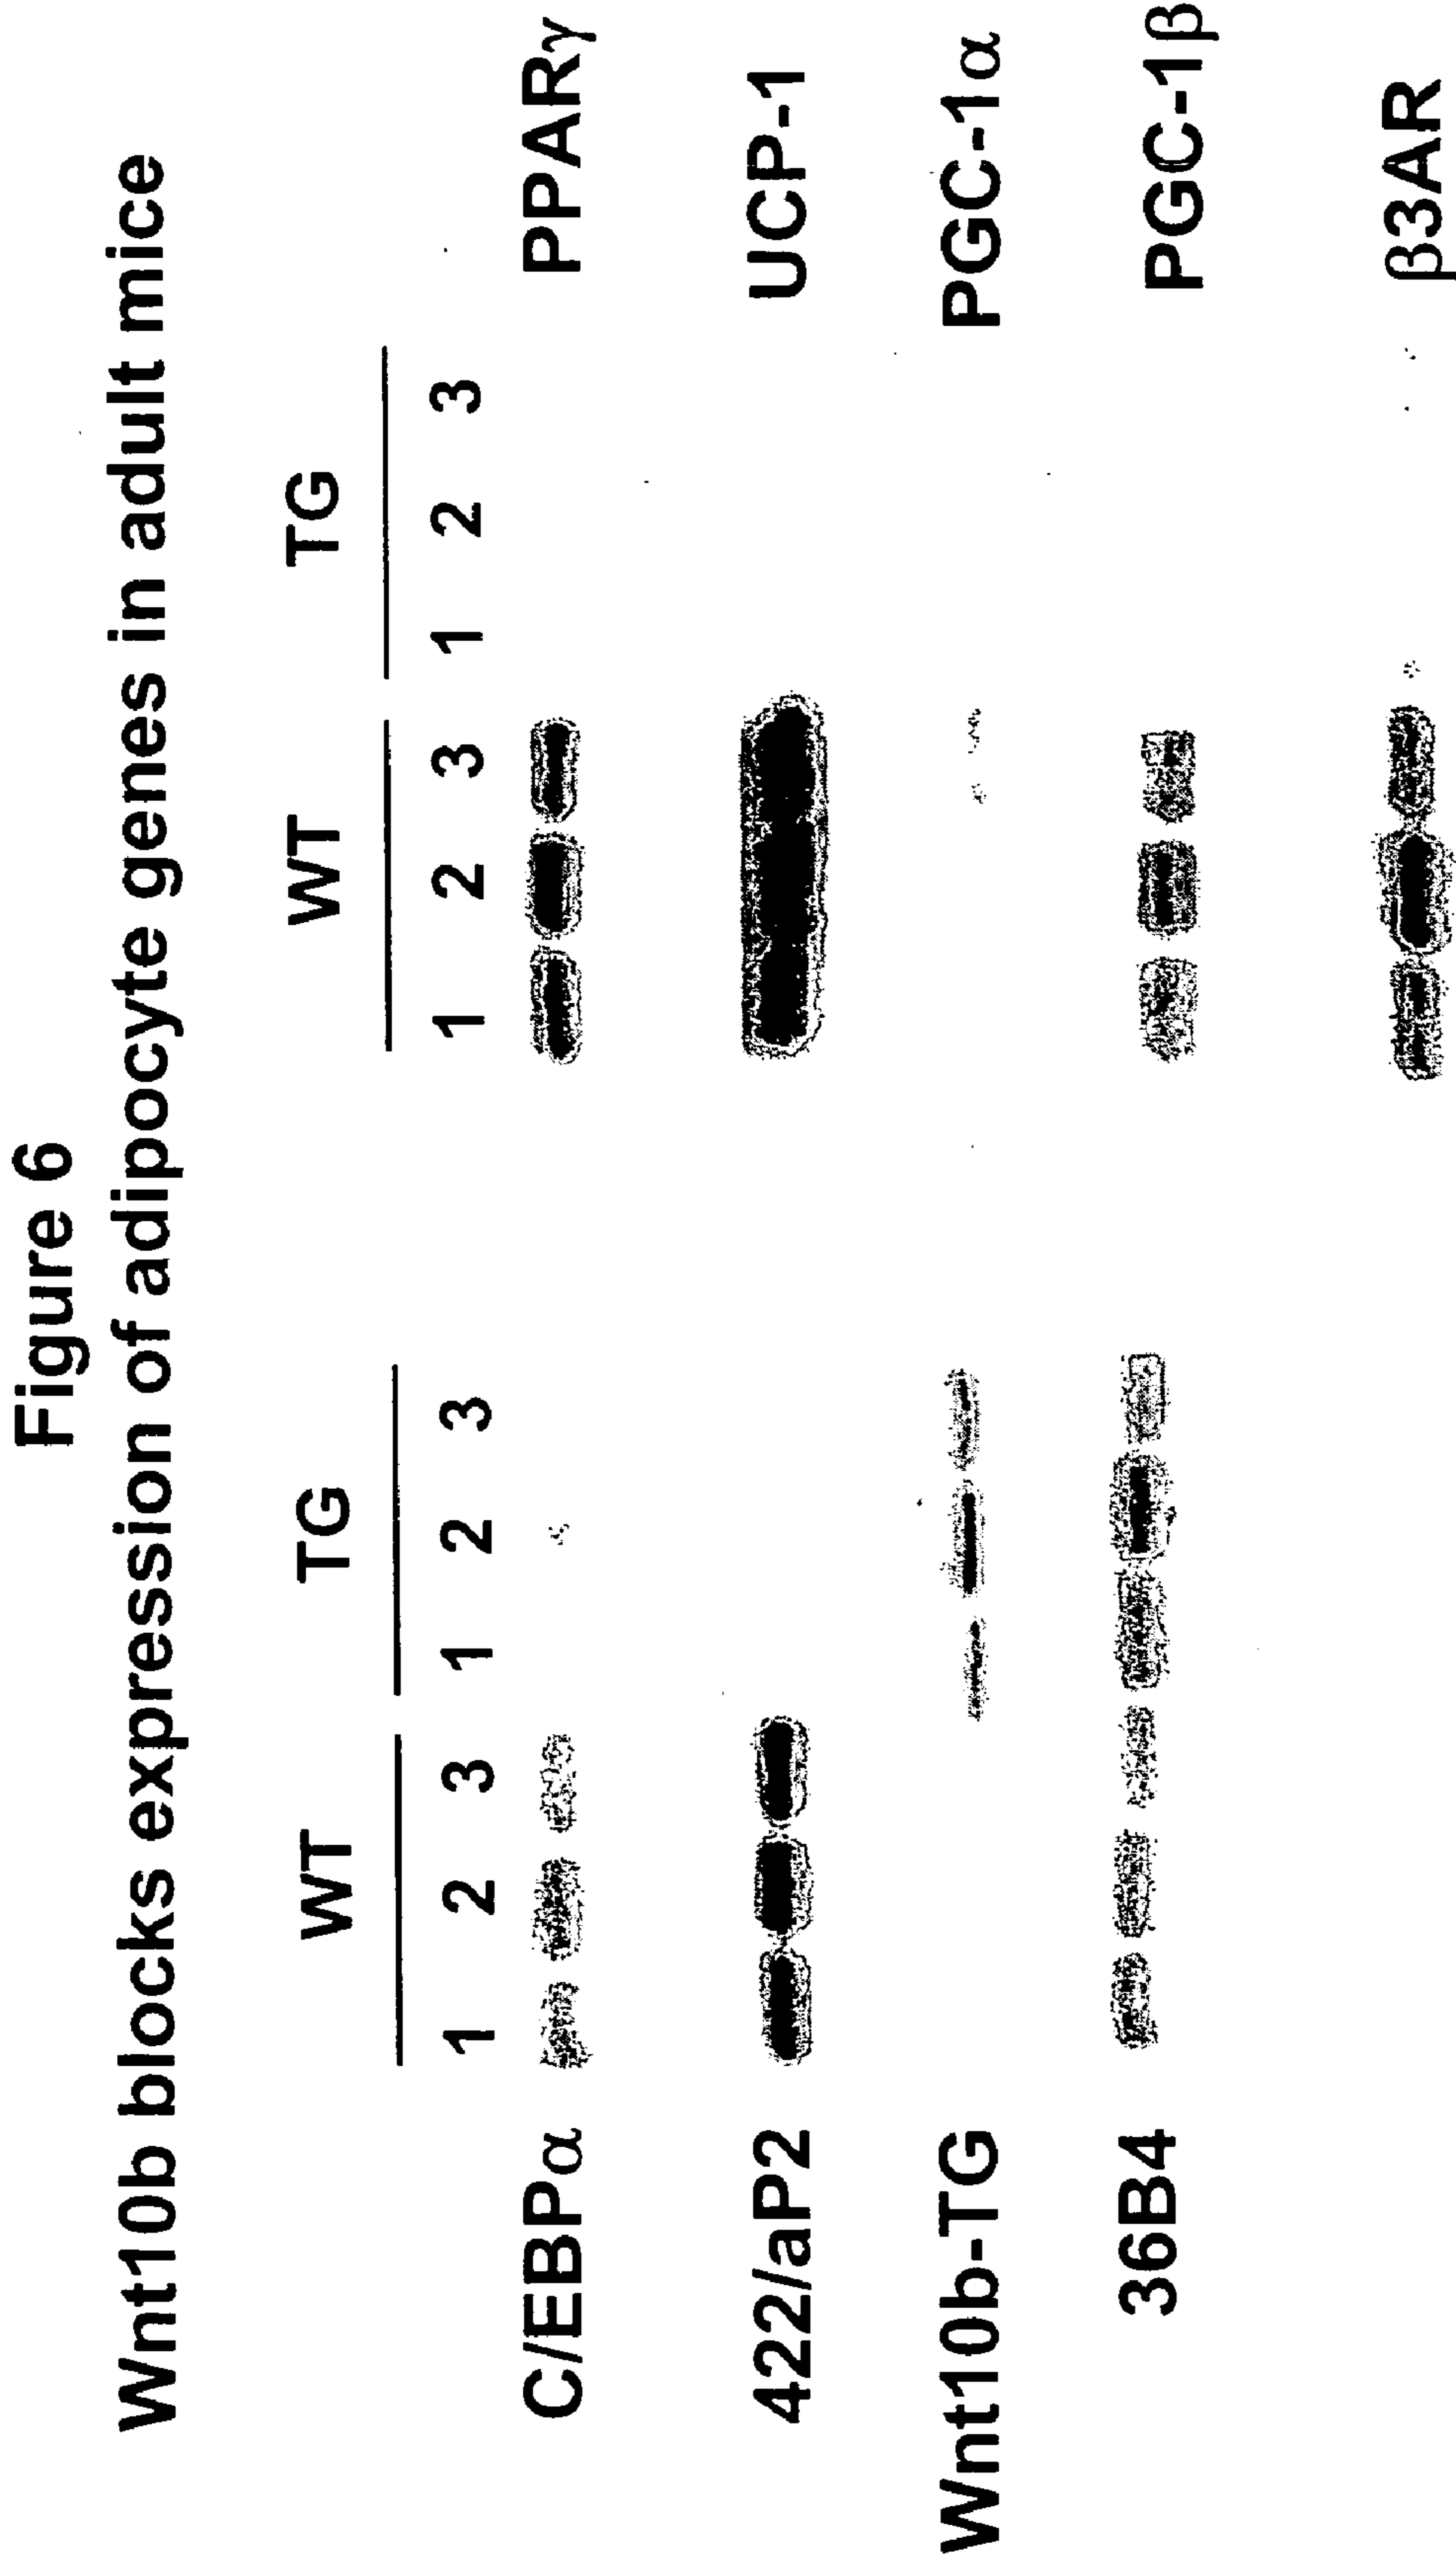 Figure 6
Wnt10b blocks expression of adipocyte genes in adult mice
WT TG WT TG
1 2 3 1 2 3 1 2 3 1 2 3
C/EBPα PPARγ
422/aP2 UCP-1
Wnt10b-TG PGC-1α
36B4 PGC-1β
β3AR